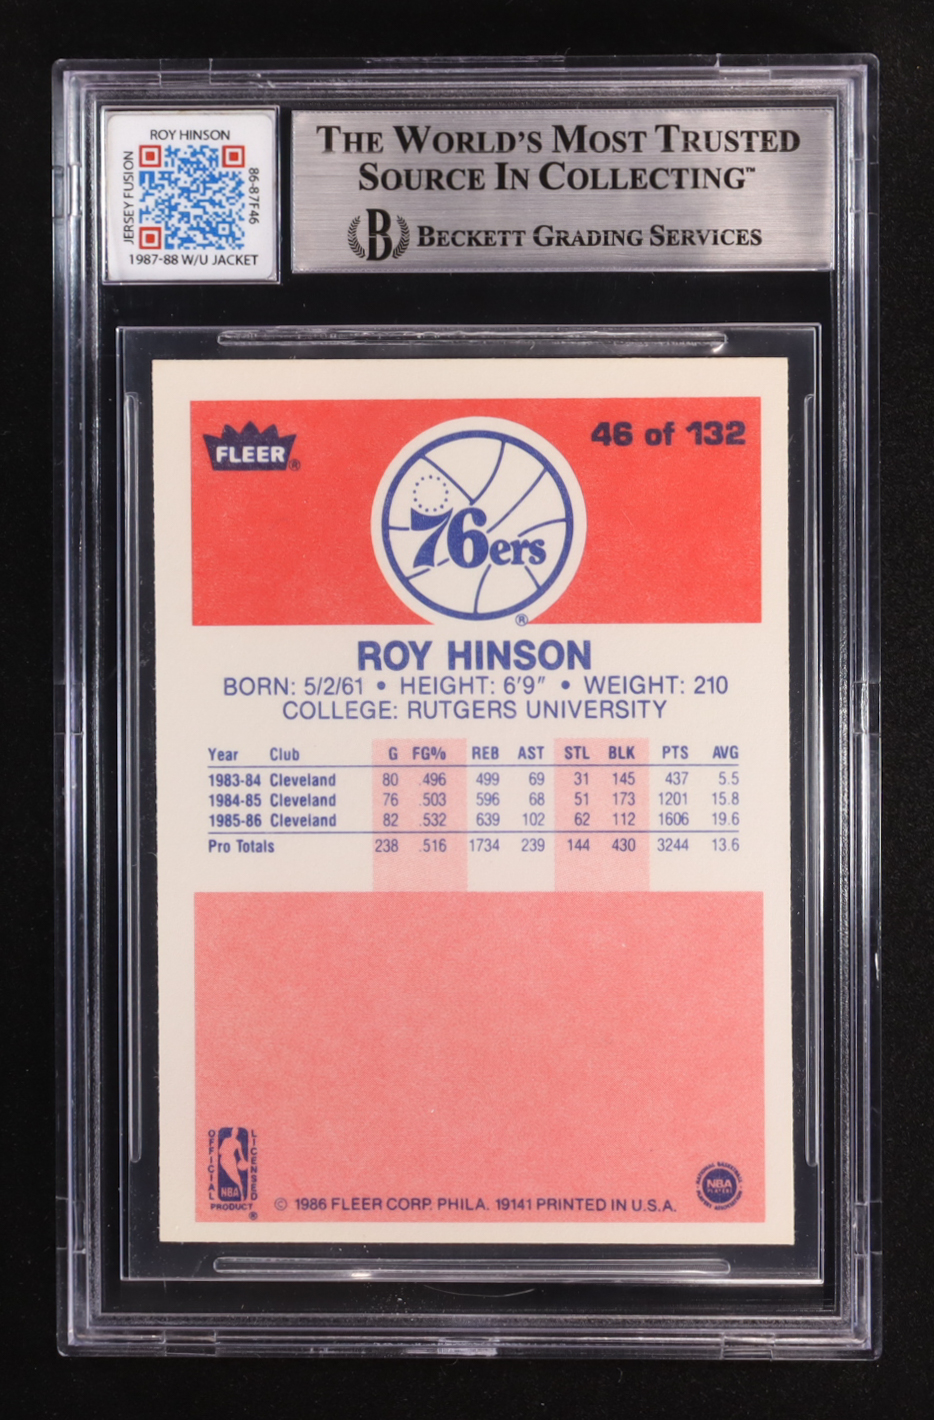 ROY HINSON
JERSEY FUSION
86-87F46
1987-88 W/U JACKET
THE WORLD'S MOST TRUSTED
SOURCE IN COLLECTING™
B BECKETT GRADING SERVICES
FLEER®
46 of 132
76ers
®
ROY HINSON
BORN: 5/2/61 • HEIGHT: 6'9" • WEIGHT: 210
COLLEGE: RUTGERS UNIVERSITY
Year Club G FG% REB AST STL BLK PTS AVG
1983-84 Cleveland 80 .496 499 69 31 145 437 5.5
1984-85 Cleveland 76 .503 596 68 51 173 1201 15.8
1985-86 Cleveland 82 .532 639 102 62 112 1606 19.6
Pro Totals 238 .516 1734 239 144 430 3244 13.6
OFFICIAL LICENSED
NBA
PRODUCT ®
© 1986 FLEER CORP. PHILA. 19141 PRINTED IN U.S.A.
NATIONAL BASKETBALL
NBA
PLAYERS
ASSOCIATION